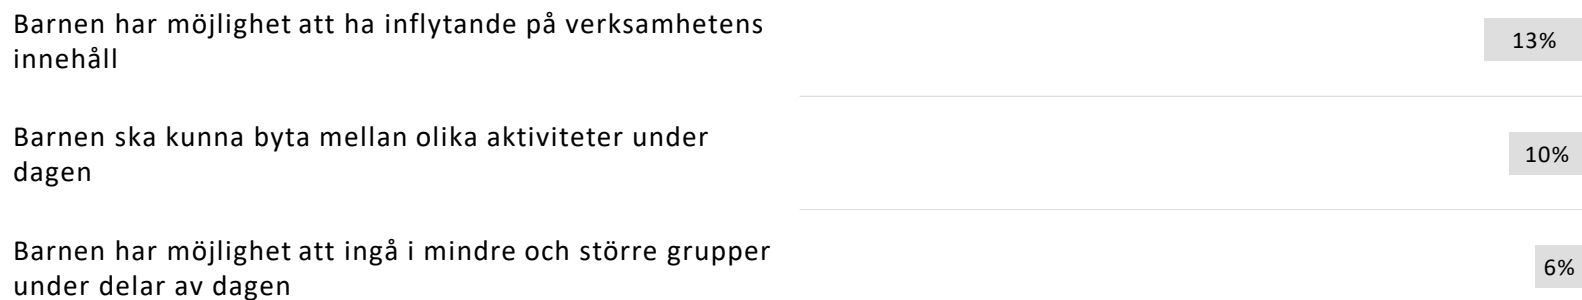 Barnen har möjlighet att ha inflytande på verksamhetens
innehåll
13%
Barnen ska kunna byta mellan olika aktiviteter under
dagen
10%
Barnen har möjlighet att ingå i mindre och större grupper
under delar av dagen
6%